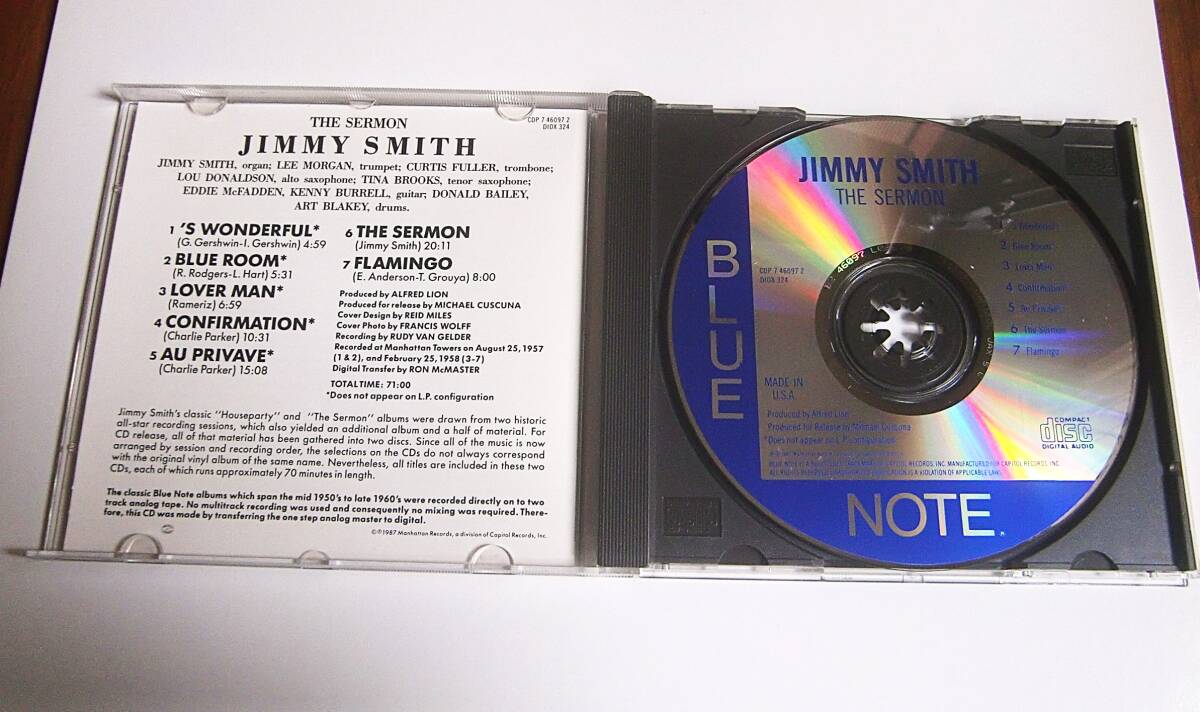 THE SERMON
CDP 7 46097 2
DIDX 324
JIMMY SMITH
JIMMY SMITH, organ; LEE MORGAN, trumpet; CURTIS FULLER, trombone;
LOU DONALDSON, alto saxophone; TINA BROOKS, tenor saxophone;
EDDIE McFADDEN, KENNY BURRELL, guitar; DONALD BAILEY,
ART BLAKEY, drums.
1 'S WONDERFUL*
(G. Gershwin-I. Gershwin) 4:59
2 BLUE ROOM*
(R. Rodgers-L. Hart) 5:31
3 LOVER MAN*
(Rameriz) 6:59
4 CONFIRMATION*
(Charlie Parker) 10:31
5 AU PRIVAVE*
(Charlie Parker) 15:08
6 THE SERMON
(Jimmy Smith) 20:11
7 FLAMINGO
(E. Anderson-T. Grouya) 8:00
Produced by ALFRED LION
Produced for release by MICHAEL CUSCUNA
Cover Design by REID MILES
Cover Photo by FRANCIS WOLFF
Recording by RUDY VAN GELDER
Recorded at Manhattan Towers on August 25, 1957
(1 & 2), and February 25, 1958 (3-7)
Digital Transfer by RON McMASTER
TOTAL TIME: 71:00
*Does not appear on L.P. configuration
Jimmy Smith's classic "Houseparty" and "The Sermon" albums were drawn from two historic
all-star recording sessions, which also yielded an additional album and a half of material. For
CD release, all of that material has been gathered into two discs. Since all of the music is now
arranged by session and recording order, the selections on the CDs do not always correspond
with the original vinyl album of the same name. Nevertheless, all titles are included in these two
CDs, each of which runs approximately 70 minutes in length.
The classic Blue Note albums which span the mid 1950's to late 1960's were recorded directly on to two
track analog tape. No multitrack recording was used and consequently no mixing was required. There-
fore, this CD was made by transferring the one step analog master to digital.
©℗1987 Manhattan Records, a division of Capitol Records, Inc.
JIMMY SMITH
THE SERMON
1 'S Wonderful*
2 Blue Room*
3 Lover Man*
4 Confirmation*
5 Au Privave*
6 The Sermon
7 Flamingo
CDP 7 46097 2
DIDX 324
BLUE
MADE IN
U.S.A.
Produced by Alfred Lion
Produced for Release by Michael Cuscuna
*Does not appear on L.P. configuration
COMPACT
disc
DIGITAL AUDIO
NOTE